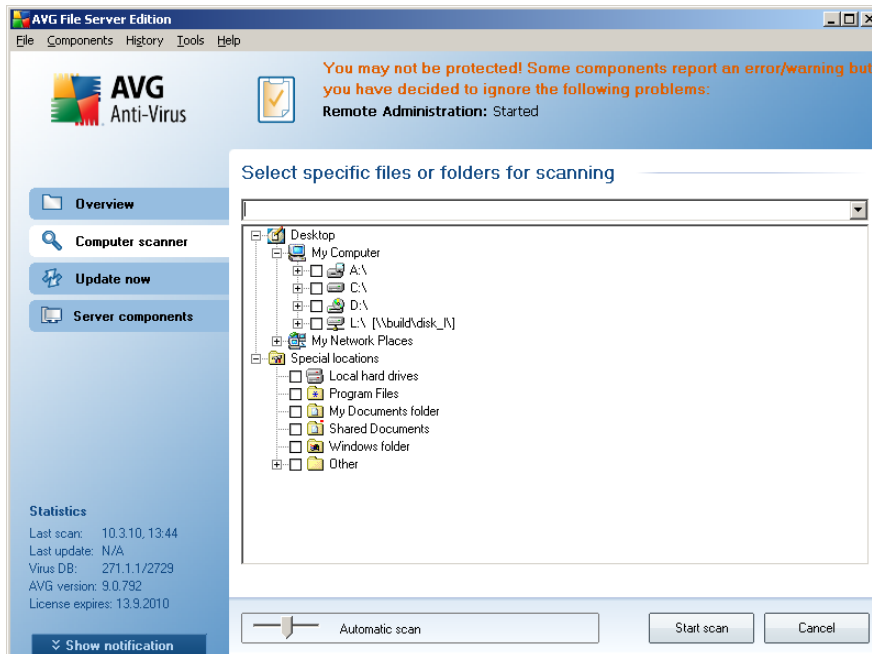 AVG File Server Edition
File Components History Tools Help
AVG
Anti-Virus
You may not be protected! Some components report an error/warning but
you have decided to ignore the following problems:
Remote Administration: Started
Select specific files or folders for scanning
Overview
Computer scanner
Update now
Server components
Desktop
My Computer
A:\
C:\
D:\
L:\ [\\build\disk_l\]
My Network Places
Special locations
Local hard drives
Program Files
My Documents folder
Shared Documents
Windows folder
Other
Statistics
Last scan: 10.3.10, 13:44
Last update: N/A
Virus DB: 271.1.1/2729
AVG version: 9.0.792
License expires: 13.9.2010
Show notification
Automatic scan
Start scan
Cancel